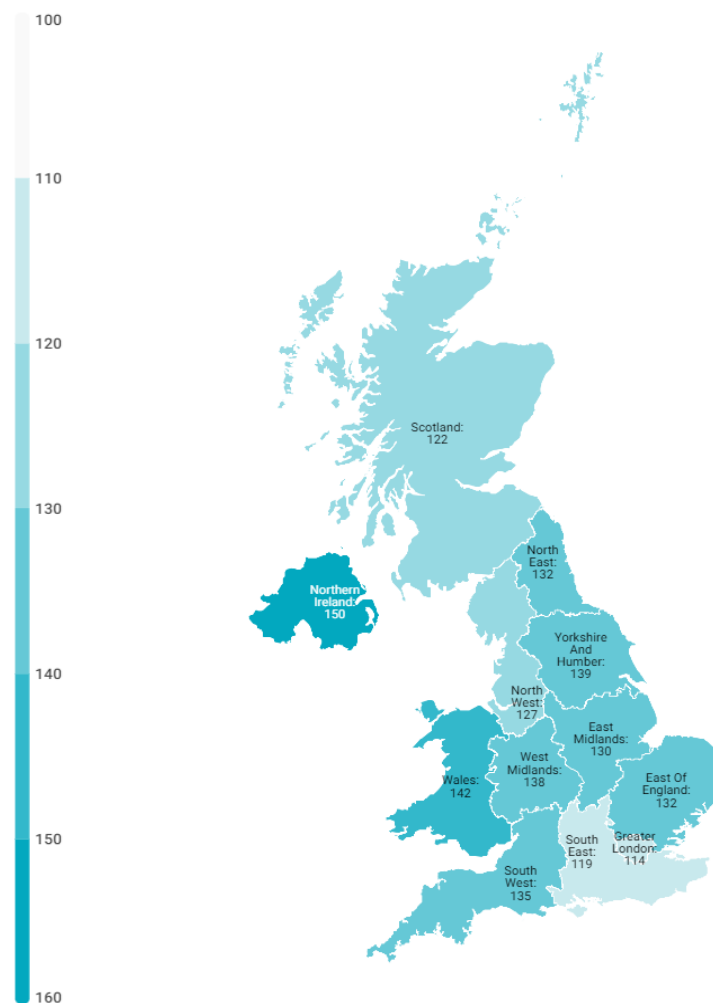 100
110
120
130
140
150
160
Scotland:
122
North
East:
132
Northern
Ireland:
150
Yorkshire
And
Humber:
139
North
West:
127
East
Midlands:
130
West
Midlands:
138
Wales:
142
East Of
England:
132
South
East:
119
Greater
London:
114
South
West:
135